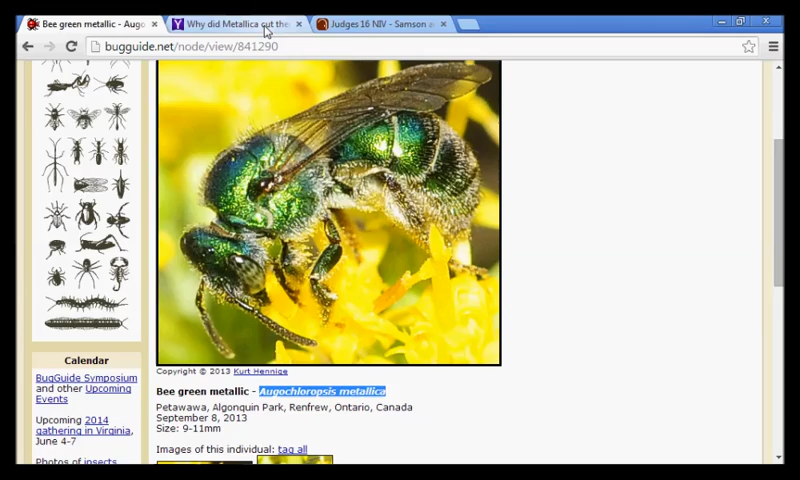 Bee green metallic - Augo
Why did Metallica cut the
Judges 16 NIV - Samson a
bugguide.net/node/view/841290
Copyright © 2013 Kurt Hennige
Bee green metallic - Augochloropsis metallica
Petawawa, Algonquin Park, Renfrew, Ontario, Canada
September 8, 2013
Size: 9-11mm
Images of this individual: tag all
Calendar
BugGuide Symposium
and other Upcoming
Events
Upcoming 2014
gathering in Virginia,
June 4-7
Photos of insects